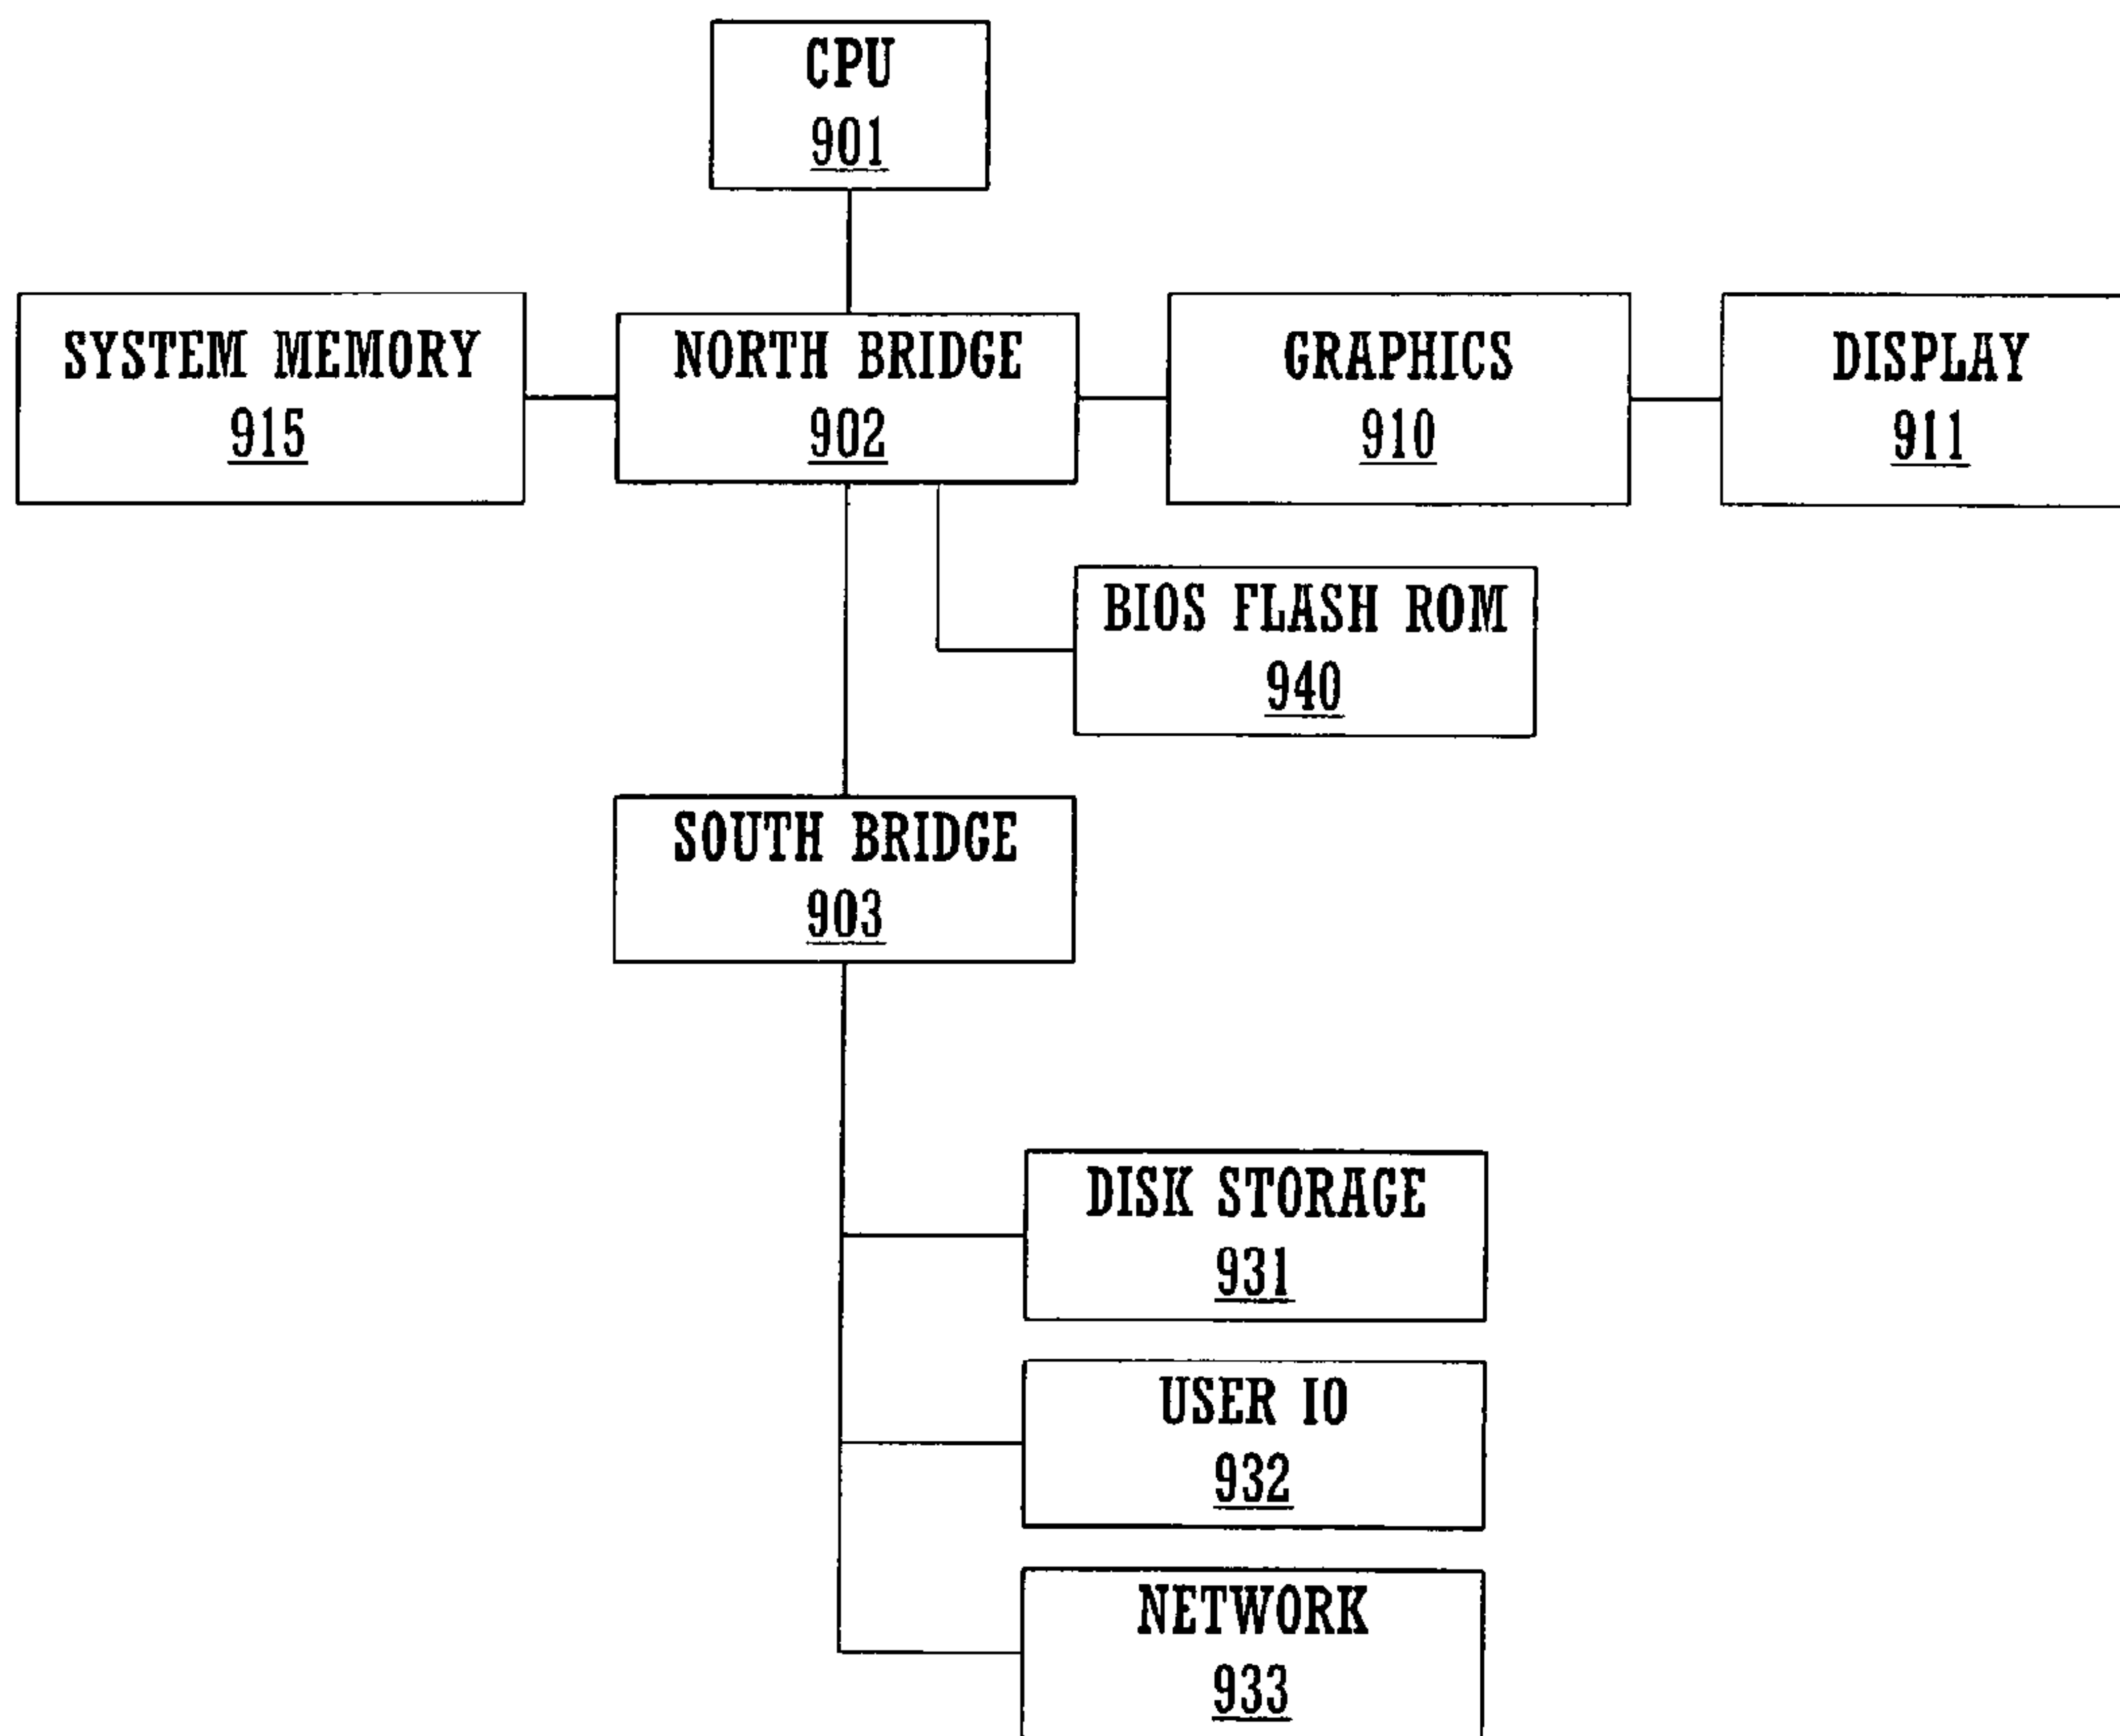 CPU
901
SYSTEM MEMORY
915
NORTH BRIDGE
902
GRAPHICS
910
DISPLAY
911
BIOS FLASH ROM
940
SOUTH BRIDGE
903
DISK STORAGE
931
USER IO
932
NETWORK
933